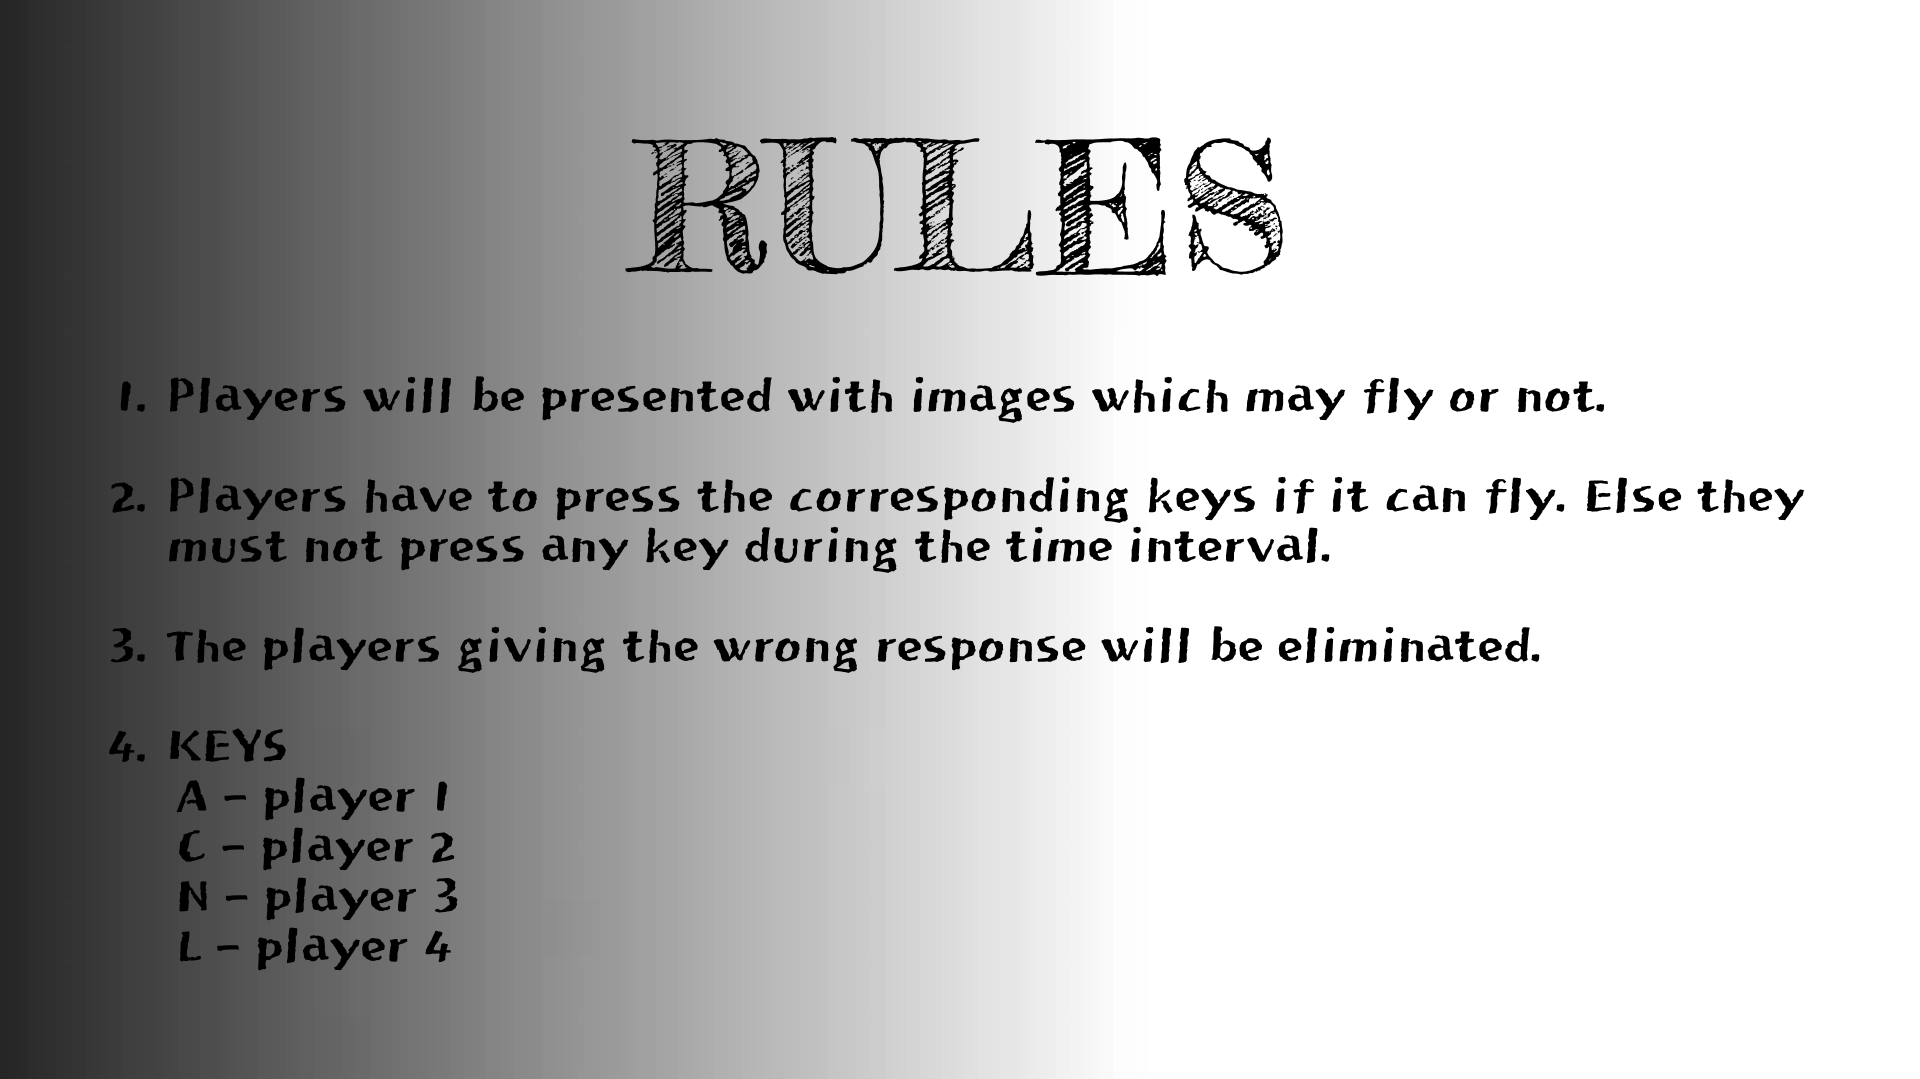 RULES
1. Players will be presented with images which may fly or not.
2. Players have to press the corresponding keys if it can fly. Else they
must not press any key during the time interval.
3. The players giving the wrong response will be eliminated.
4. KEYS
A - player 1
C - player 2
N - player 3
L - player 4